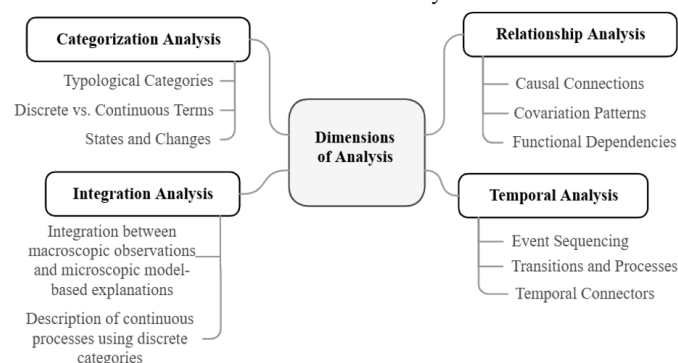 Categorization Analysis
Typological Categories
Discrete vs. Continuous Terms
States and Changes
Integration Analysis
Integration between
macroscopic observations
and microscopic model-
based explanations
Description of continuous
processes using discrete
categories
Dimensions
of Analysis
Relationship Analysis
Causal Connections
Covariation Patterns
Functional Dependencies
Temporal Analysis
Event Sequencing
Transitions and Processes
Temporal Connectors